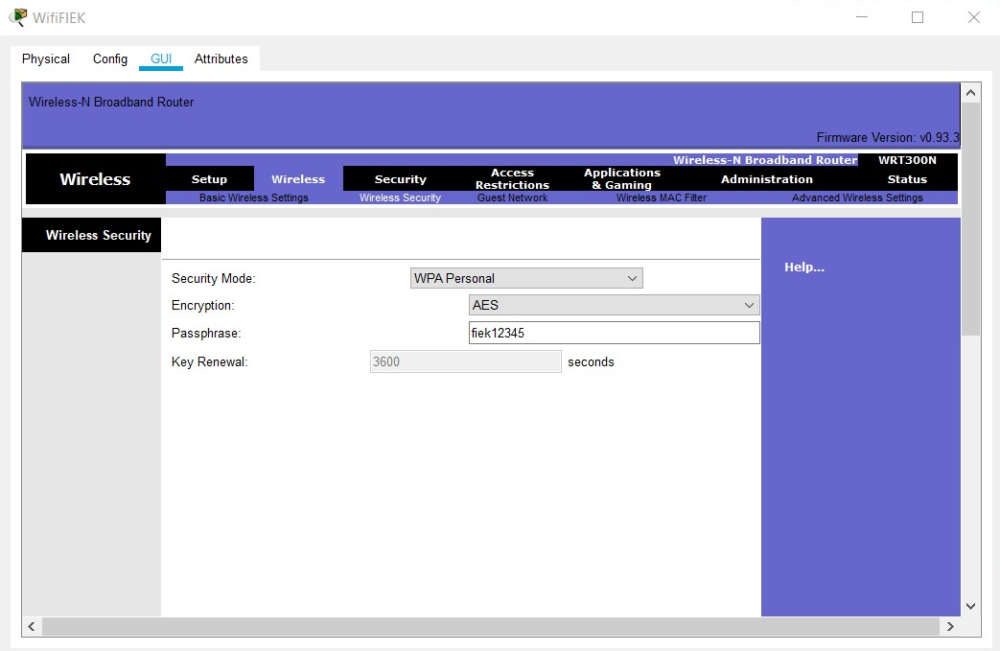 WifiFIEK
Physical Config GUI Attributes
Wireless-N Broadband Router
Firmware Version: v0.93.3
Wireless-N Broadband Router WRT300N
Wireless
Setup Wireless Security Access Restrictions Applications & Gaming Administration Status
Basic Wireless Settings Wireless Security Guest Network Wireless MAC Filter Advanced Wireless Settings
Wireless Security
Help...
Security Mode: WPA Personal
Encryption: AES
Passphrase: fiek12345
Key Renewal: 3600 seconds